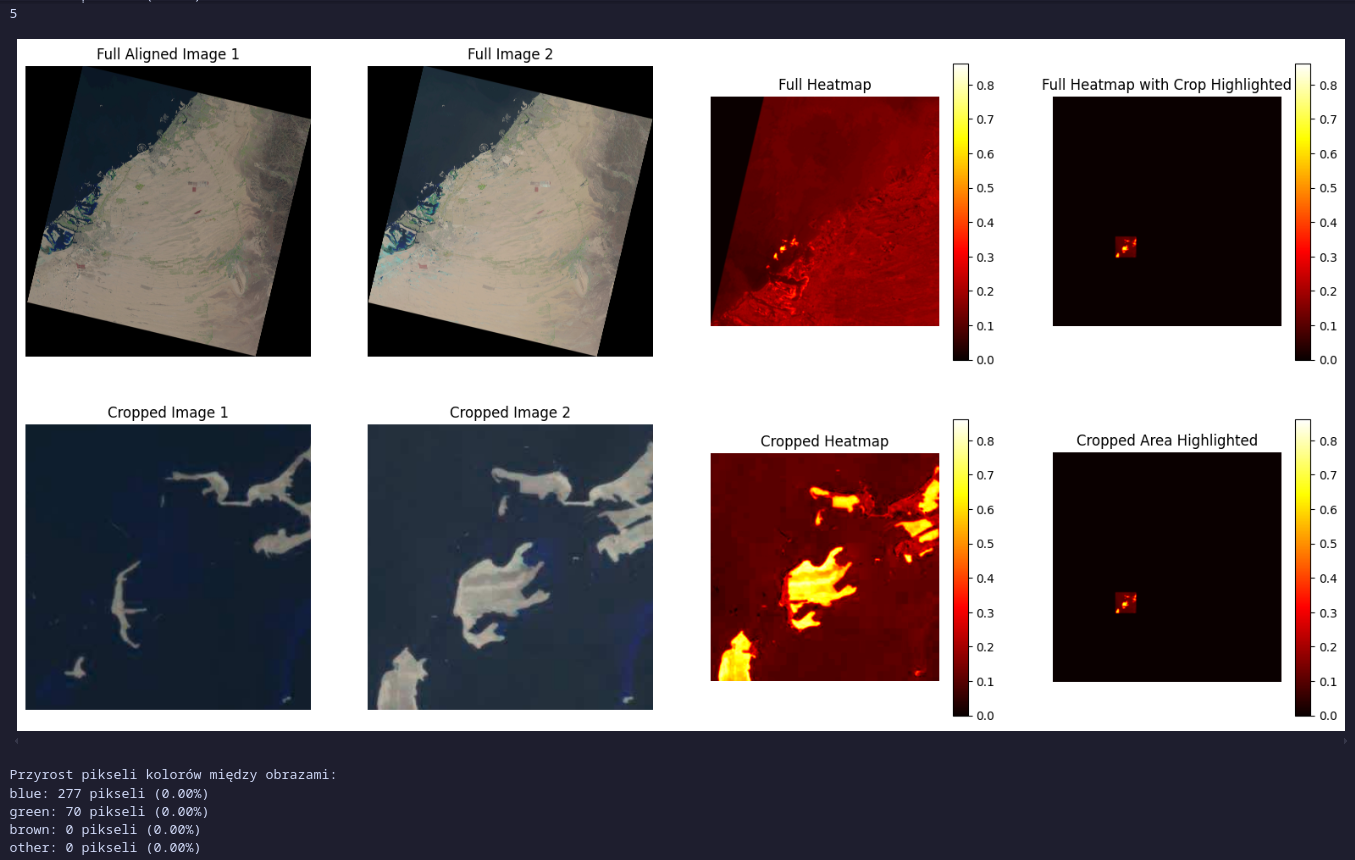 5
Full Aligned Image 1
Full Image 2
Full Heatmap
Full Heatmap with Crop Highlighted
0.8
0.7
0.6
0.5
0.4
0.3
0.2
0.1
0.0
0.8
0.7
0.6
0.5
0.4
0.3
0.2
0.1
0.0
Cropped Image 1
Cropped Image 2
Cropped Heatmap
Cropped Area Highlighted
0.8
0.7
0.6
0.5
0.4
0.3
0.2
0.1
0.0
0.8
0.7
0.6
0.5
0.4
0.3
0.2
0.1
0.0
Przyrost pikseli kolorów między obrazami:
blue: 277 pikseli (0.00%)
green: 70 pikseli (0.00%)
brown: 0 pikseli (0.00%)
other: 0 pikseli (0.00%)